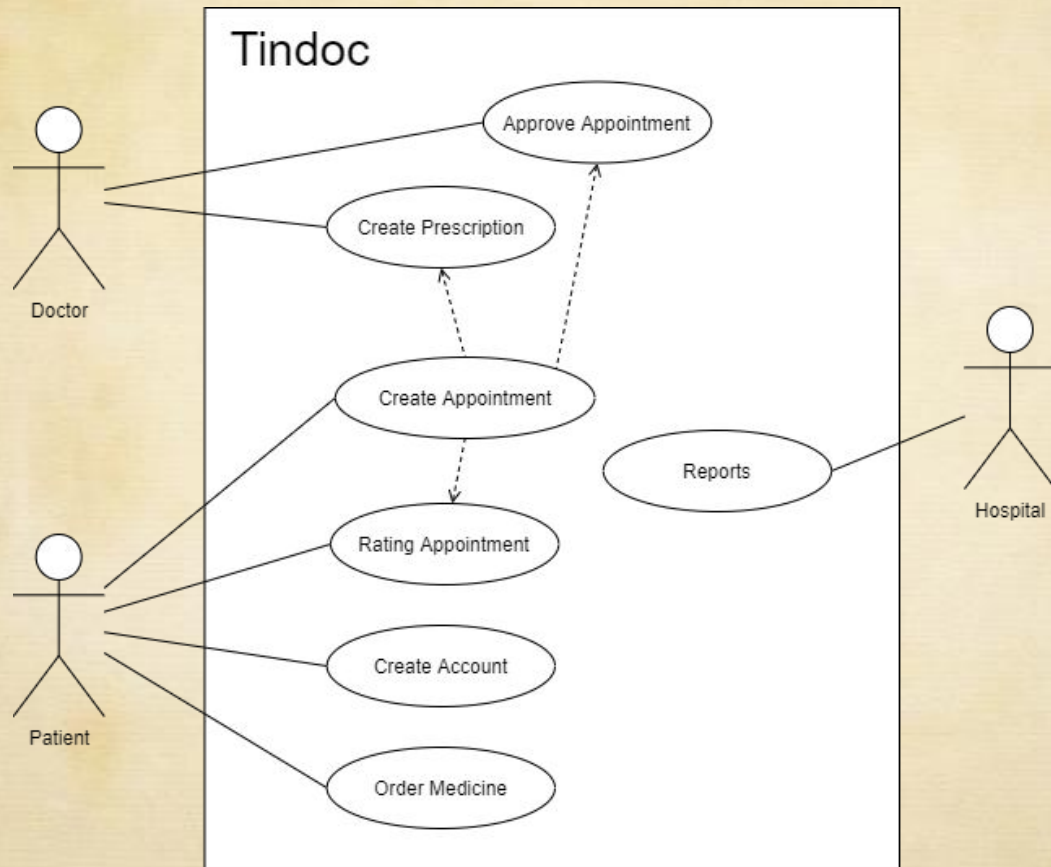 Tindoc
Approve Appointment
Create Prescription
Doctor
Create Appointment
Reports
Hospital
Rating Appointment
Create Account
Patient
Order Medicine